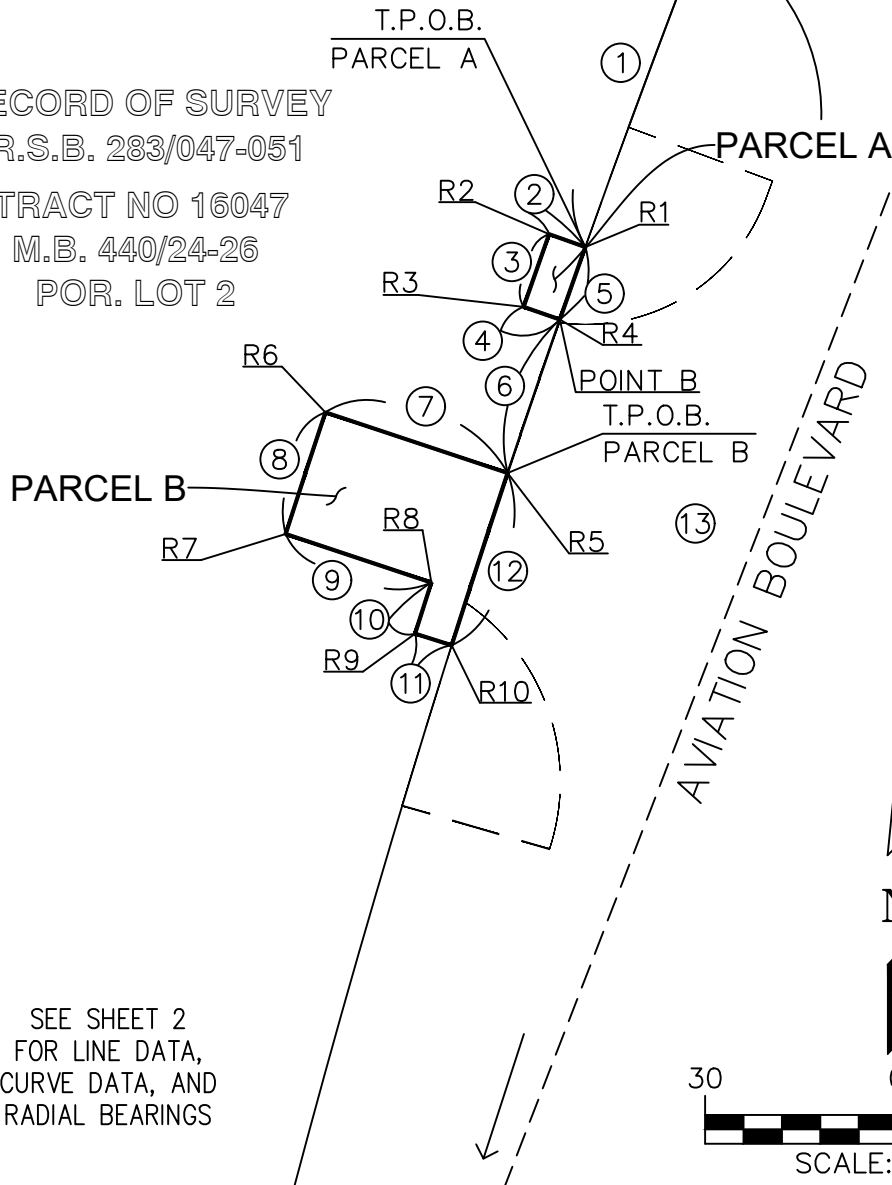 T.P.O.B.
PARCEL A
1
ECORD OF SURVEY
R.S.B. 283/047-051
PARCEL A
TRACT NO 16047
M.B. 440/24-26
POR. LOT 2
R2
2
R1
3
R3
5
4
R4
R6
6
POINT B
7
T.P.O.B.
PARCEL B
8
PARCEL B
R8
13
R5
R7
12
9
10
R9
11
R10
AVIATION BOULEVARD
SEE SHEET 2
FOR LINE DATA,
CURVE DATA, AND
RADIAL BEARINGS
30
SCALE: